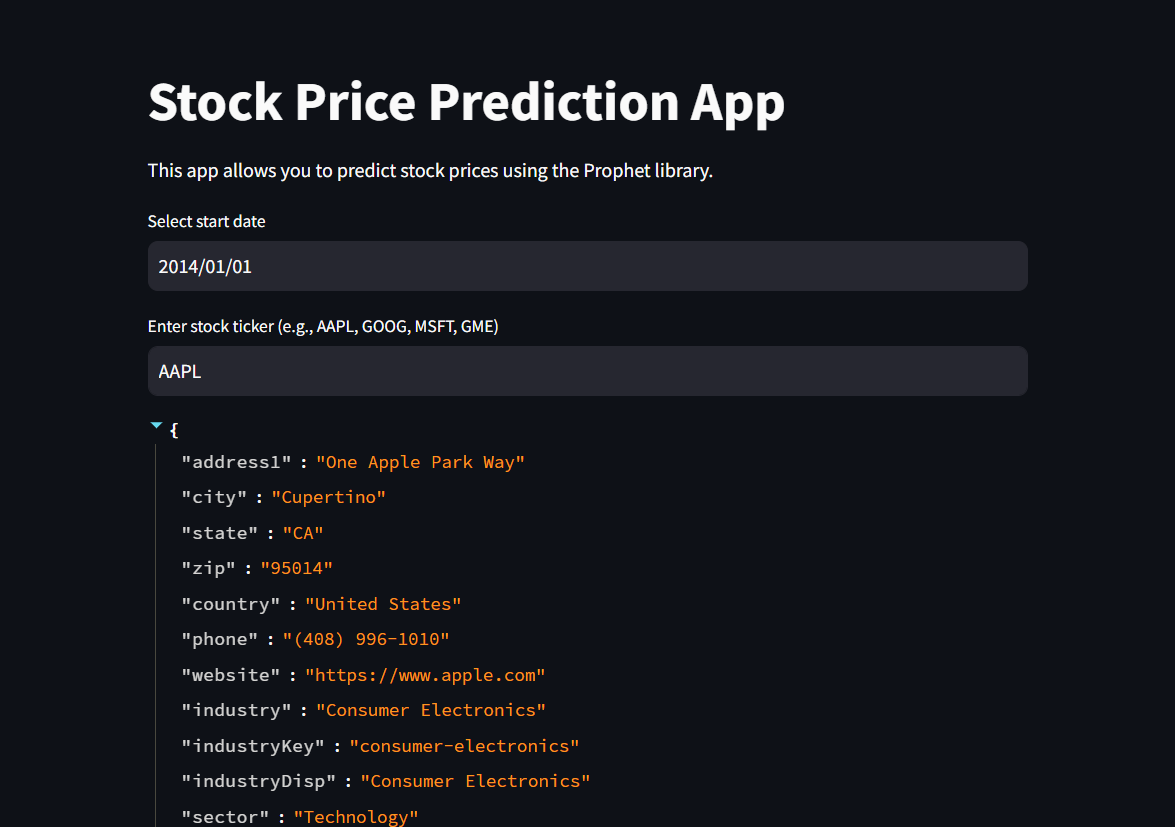 Stock Price Prediction App
This app allows you to predict stock prices using the Prophet library.
Select start date
2014/01/01
Enter stock ticker (e.g., AAPL, GOOG, MSFT, GME)
AAPL
{
"address1" : "One Apple Park Way"
"city" : "Cupertino"
"state" : "CA"
"zip" : "95014"
"country" : "United States"
"phone" : "(408) 996-1010"
"website" : "https://www.apple.com"
"industry" : "Consumer Electronics"
"industryKey" : "consumer-electronics"
"industryDisp" : "Consumer Electronics"
"sector" : "Technology"